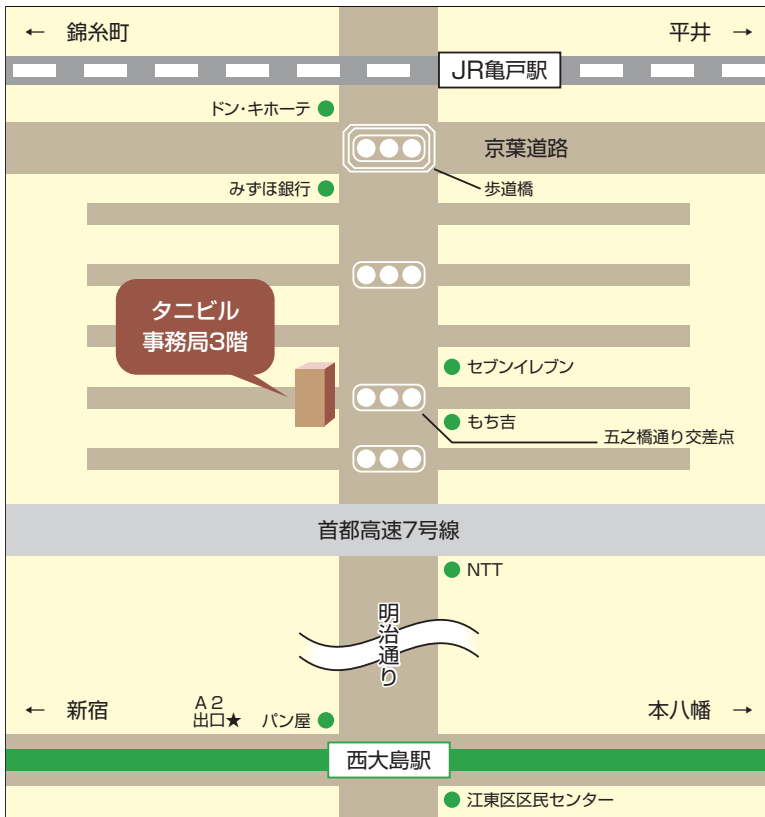 ← 錦糸町
平井 →
JR亀戸駅
ドン・キホーテ
京葉道路
みずほ銀行
歩道橋
タニビル
事務局3階
セブンイレブン
もち吉
五之橋通り交差点
首都高速7号線
NTT
明治通り
← 新宿
A2
出口★
パン屋
本八幡 →
西大島駅
江東区区民センター